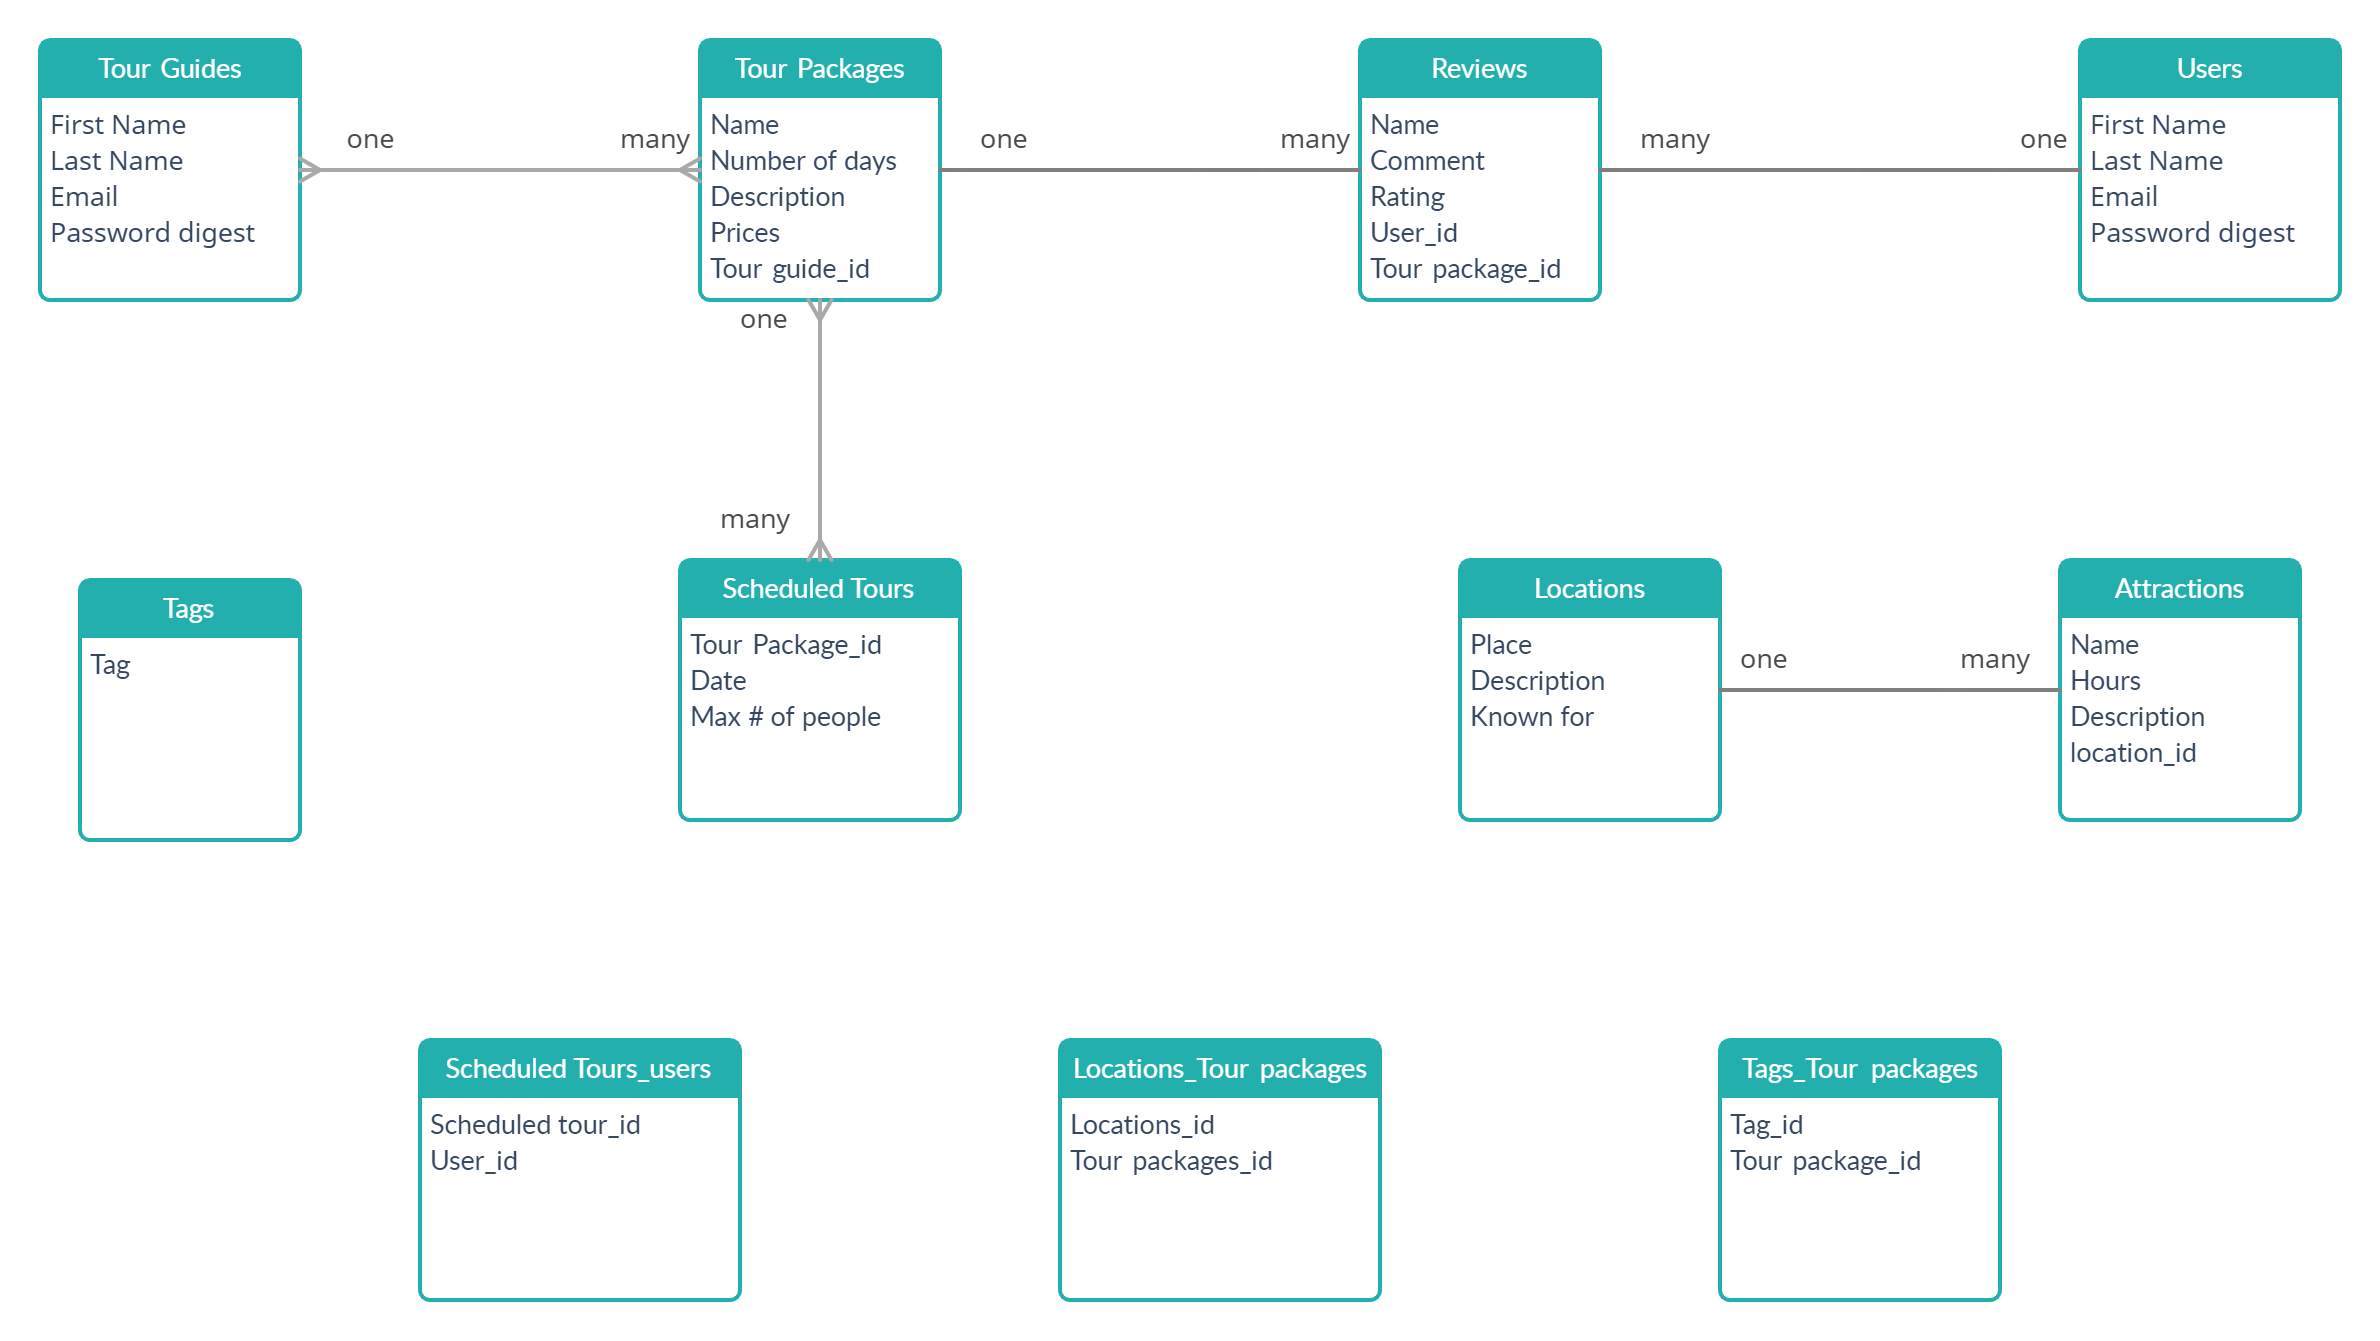 Tour Guides
First Name
Last Name
Email
Password digest
one
many
Tour Packages
Name
Number of days
Description
Prices
Tour guide_id
one
many
Reviews
Name
Comment
Rating
User_id
Tour package_id
many
one
Users
First Name
Last Name
Email
Password digest
one
many
Tags
Tag
Scheduled Tours
Tour Package_id
Date
Max # of people
Locations
Place
Description
Known for
one
many
Attractions
Name
Hours
Description
location_id
Scheduled Tours_users
Scheduled tour_id
User_id
Locations_Tour packages
Locations_id
Tour packages_id
Tags_Tour packages
Tag_id
Tour package_id